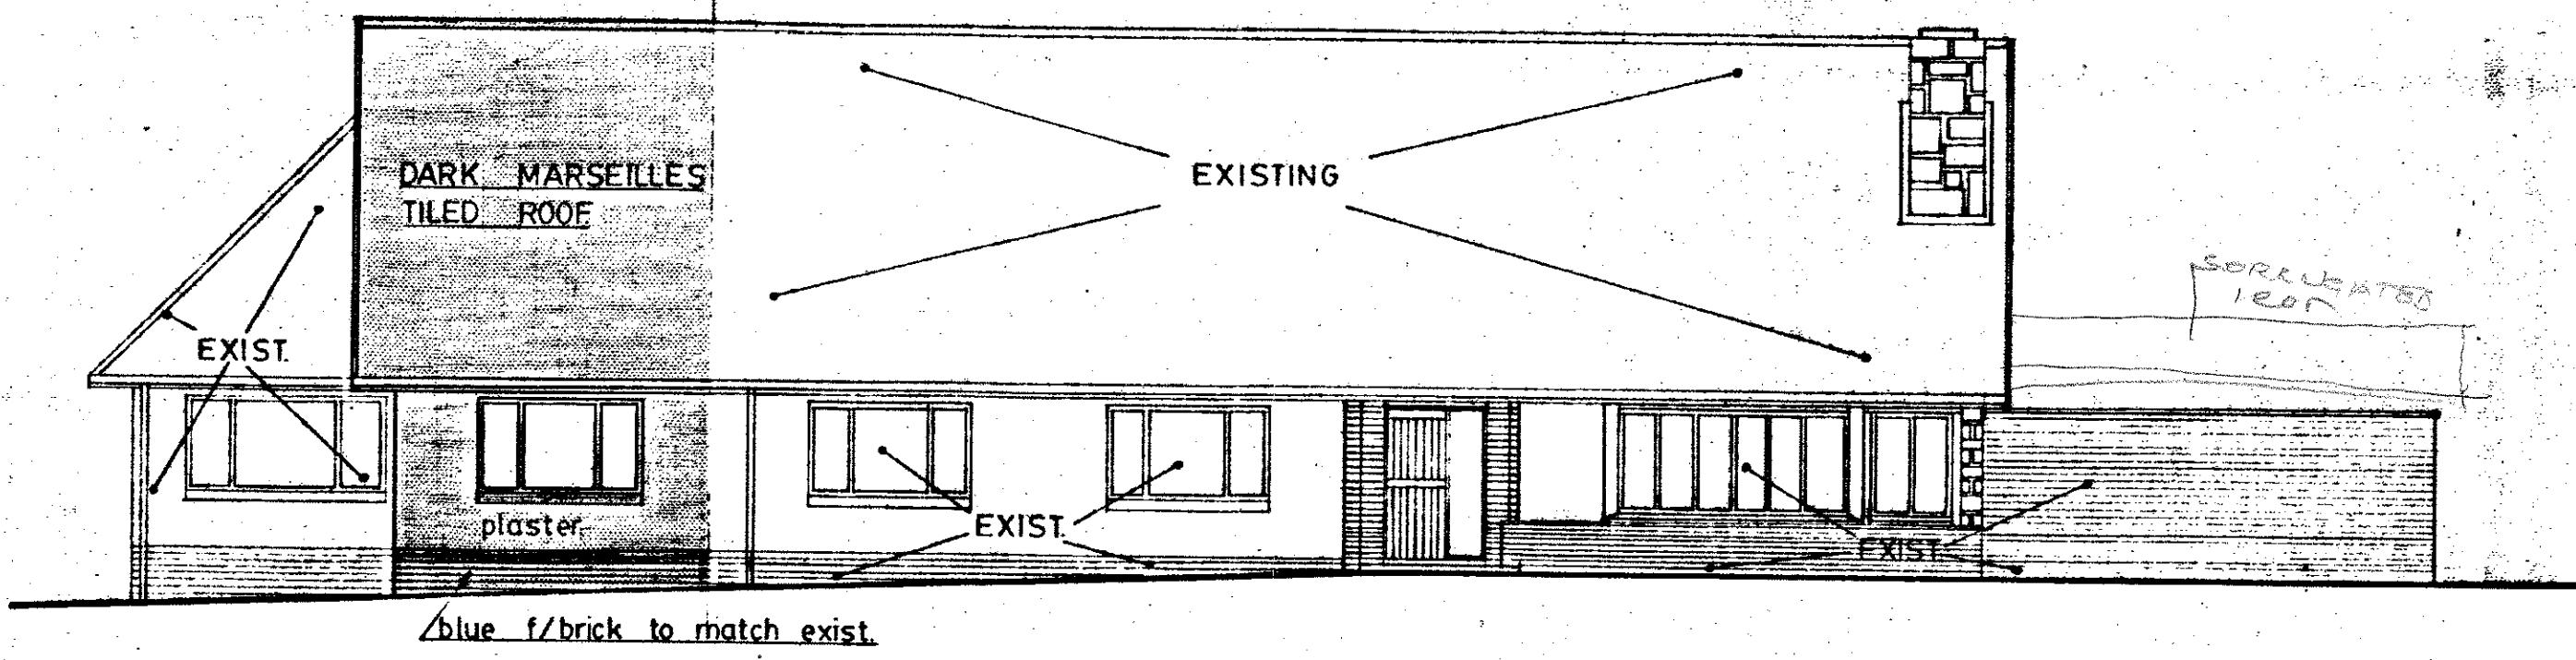 DARK MARSEILLES
TILED ROOF
EXISTING
EXIST.
plaster
EXIST.
EXIST.
blue f/brick to match exist.